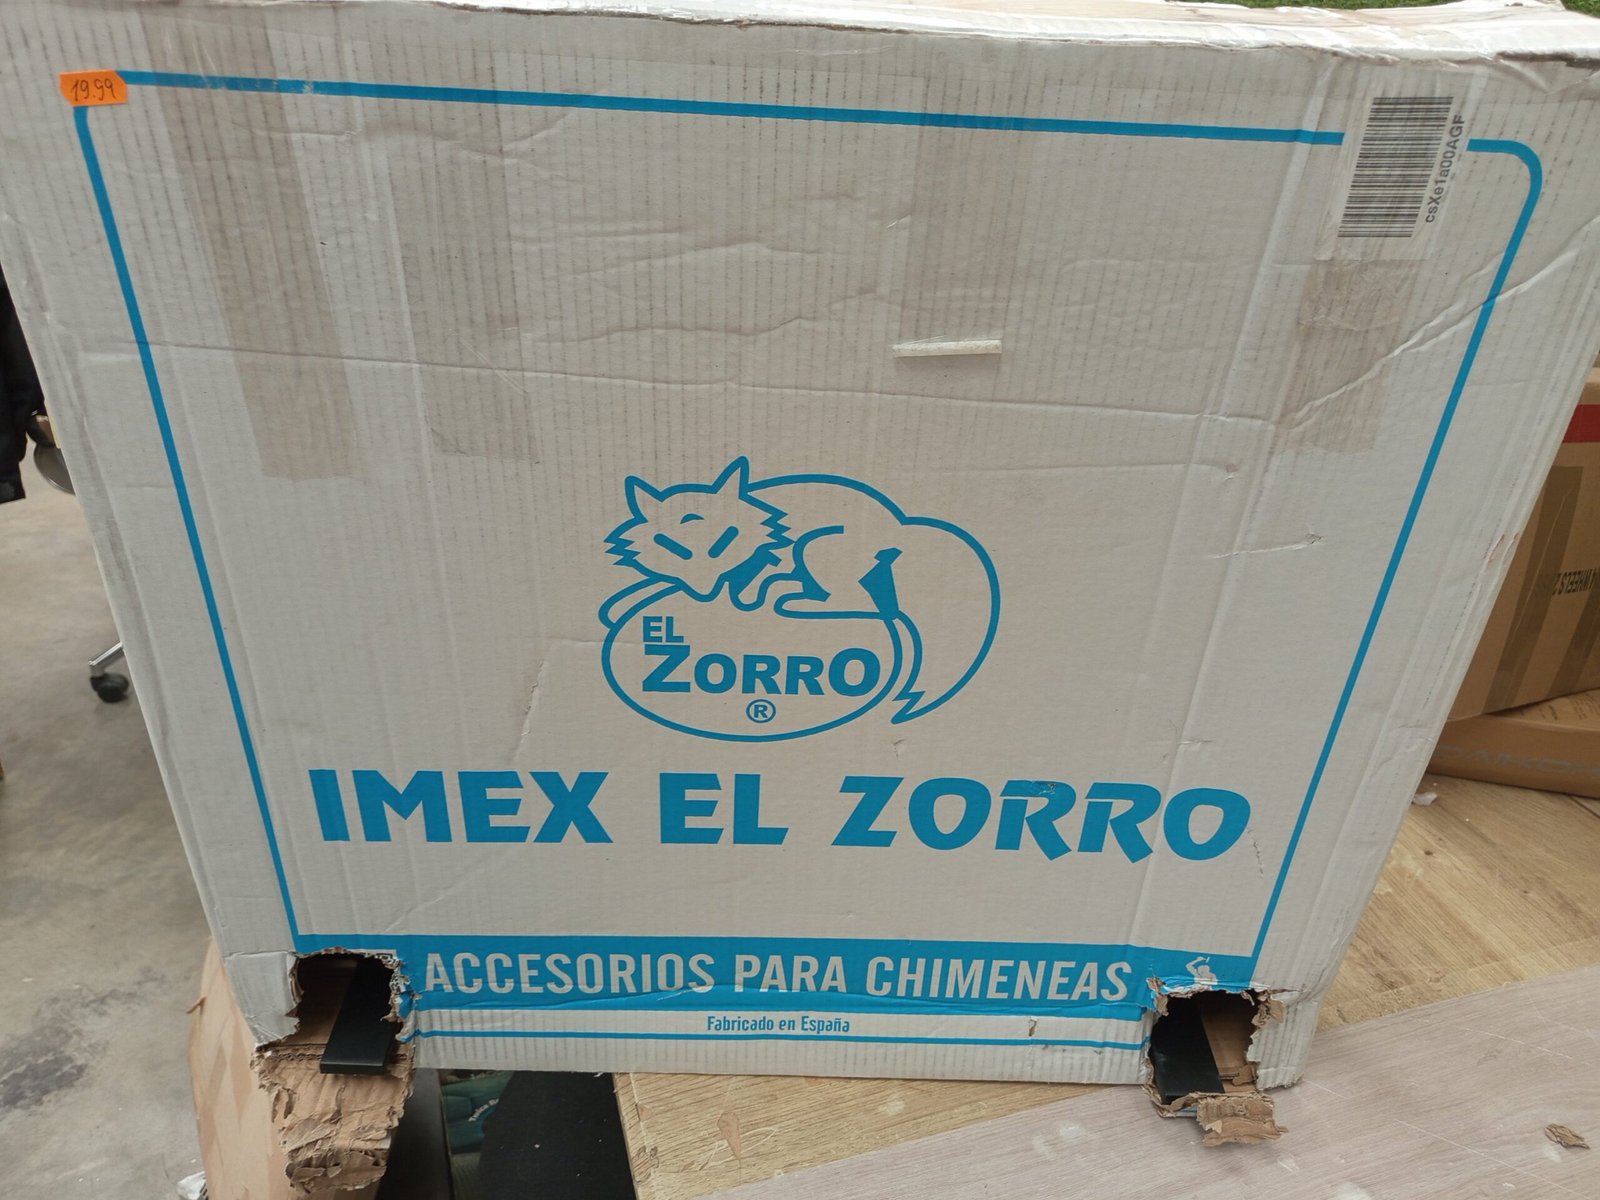 19.99
csXe1a00AGF
EL
ZORRO
®
IMEX EL ZORRO
ACCESORIOS PARA CHIMENEAS
Fabricado en España